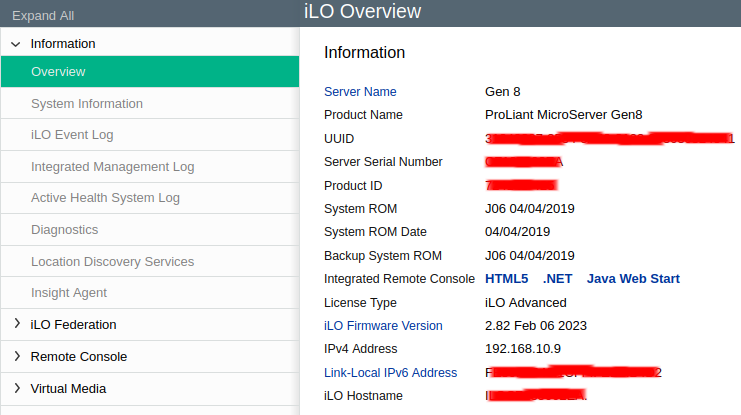 Expand All
iLO Overview
Information
Overview
System Information
iLO Event Log
Integrated Management Log
Active Health System Log
Diagnostics
Location Discovery Services
Insight Agent
iLO Federation
Remote Console
Virtual Media
Information
Server Name Gen 8
Product Name ProLiant MicroServer Gen8
UUID
Server Serial Number
Product ID
System ROM J06 04/04/2019
System ROM Date 04/04/2019
Backup System ROM J06 04/04/2019
Integrated Remote Console HTML5 .NET Java Web Start
License Type iLO Advanced
iLO Firmware Version 2.82 Feb 06 2023
IPv4 Address 192.168.10.9
Link-Local IPv6 Address
iLO Hostname